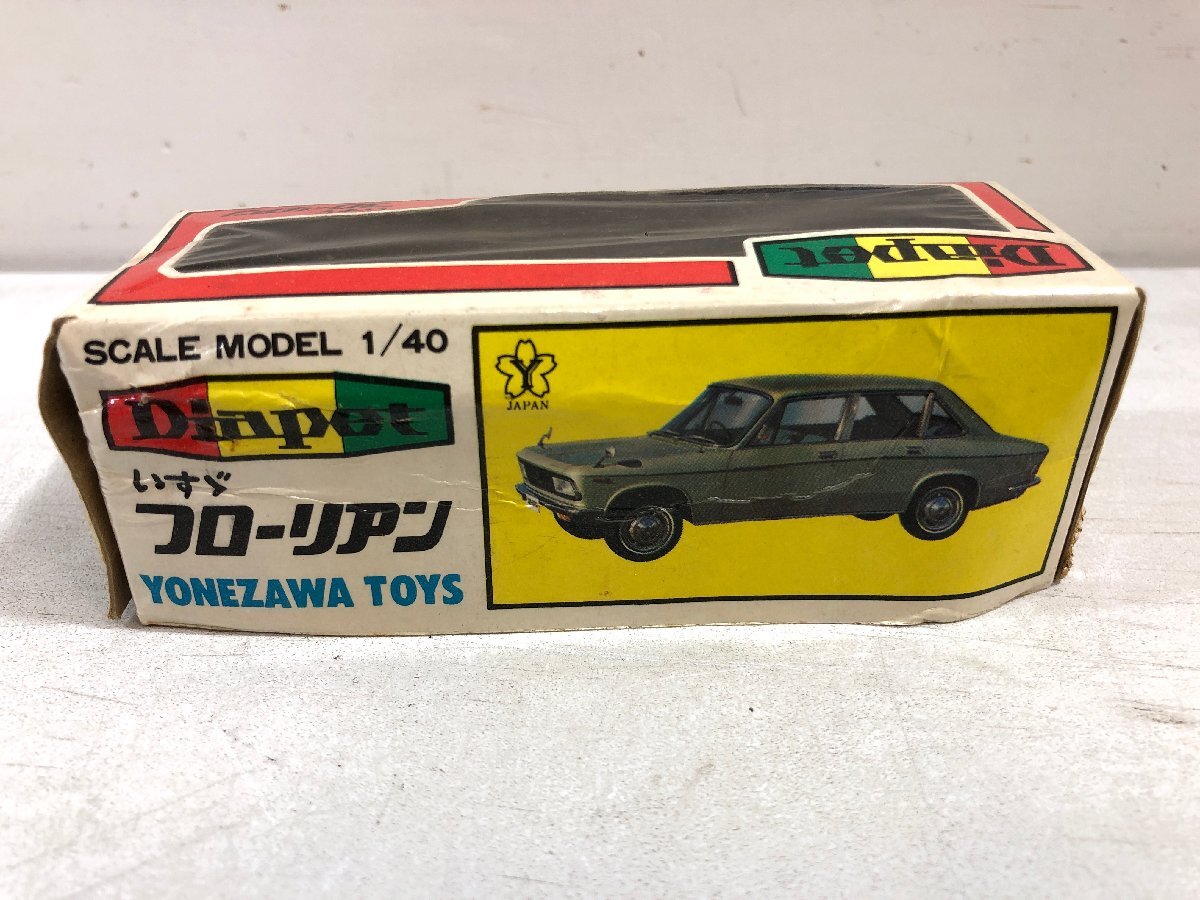 Diapet
SCALE MODEL 1/40
Diapet
いすゞ
フローリアン
YONEZAWA TOYS
Y
JAPAN